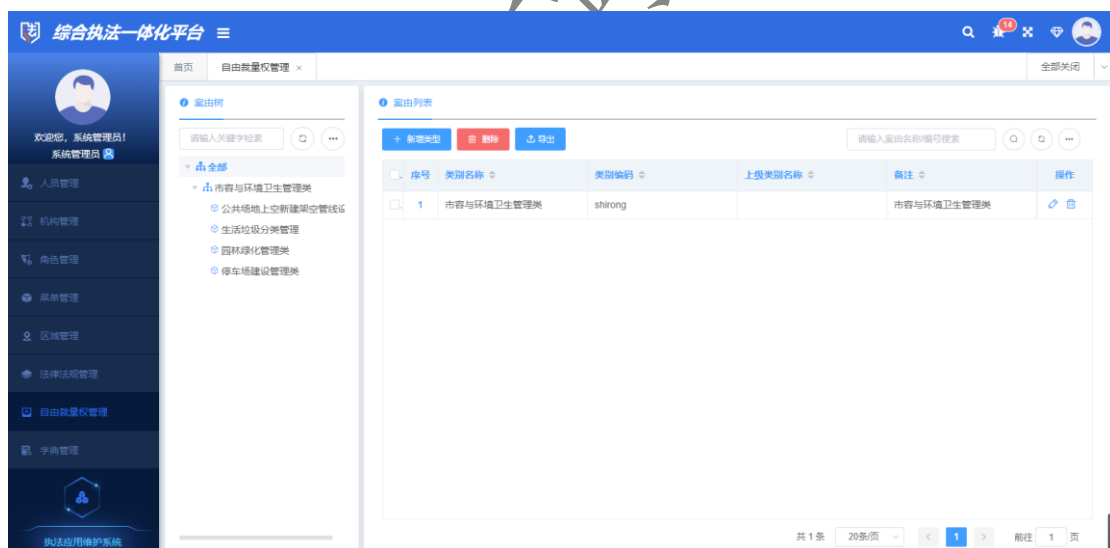 综合执法一体化平台
14
欢迎您，系统管理员!
系统管理员
人员管理
机构管理
角色管理
菜单管理
区域管理
法律法规管理
自由裁量权管理
字典管理
执法应用维护系统
首页 自由裁量权管理 × 全部关闭
案由树
请输入关键字检索
全部
市容与环境卫生管理类
公共场地上空新建架空管线设
生活垃圾分类管理
园林绿化管理类
停车场建设管理类
案由列表
+ 新增类型 删除 导出 请输入案由名称/编号搜索
序号 类别名称 类别编码 上级类别名称 备注 操作
1 市容与环境卫生管理类 shirong 市容与环境卫生管理类
共 1 条 20条/页 < 1 > 前往 1 页